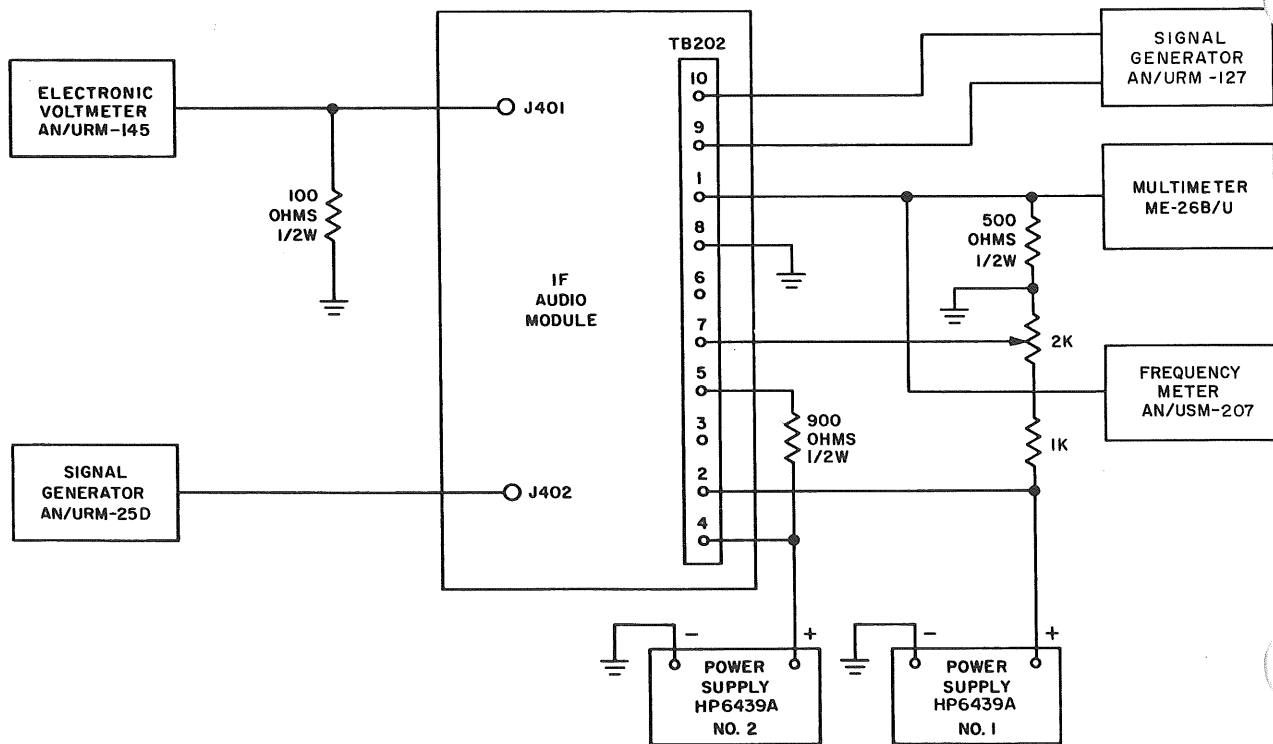 TB202
SIGNAL
GENERATOR
AN/URM-127
ELECTRONIC
VOLTMETER
AN/URM-145
J401
10
9
1
8
6
7
5
3
2
4
100
OHMS
1/2W
MULTIMETER
ME-26B/U
500
OHMS
1/2W
IF
AUDIO
MODULE
2K
FREQUENCY
METER
AN/USM-207
900
OHMS
1/2W
1K
SIGNAL
GENERATOR
AN/URM-25D
J402
- +
POWER
SUPPLY
HP6439A
NO. 2
- +
POWER
SUPPLY
HP6439A
NO. 1